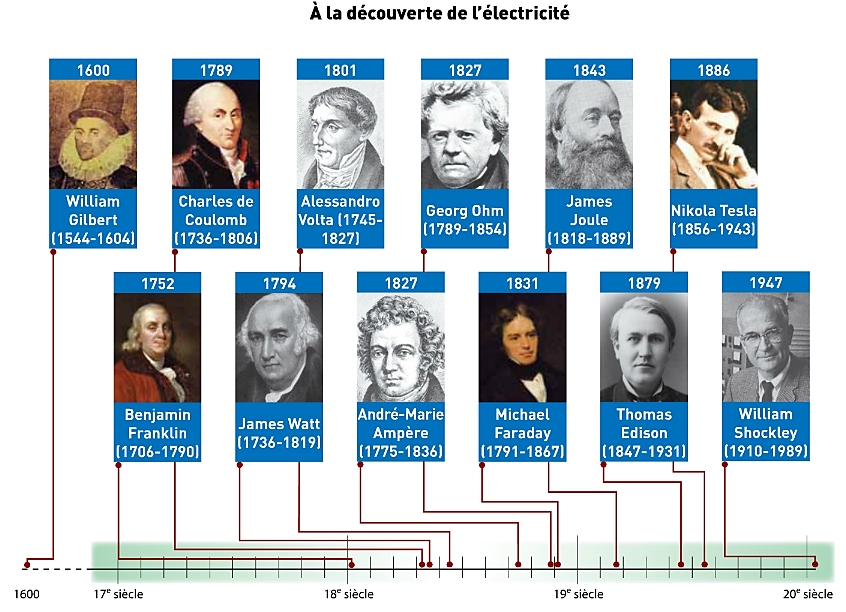 À la découverte de l'électricité
1600
William
Gilbert
(1544-1604)
1789
Charles de
Coulomb
(1736-1806)
1801
Alessandro
Volta (1745-
1827)
1827
Georg Ohm
(1789-1854)
1843
James
Joule
(1818-1889)
1886
Nikola Tesla
(1856-1943)
1752
Benjamin
Franklin
(1706-1790)
1794
James Watt
(1736-1819)
1827
André-Marie
Ampère
(1775-1836)
1831
Michael
Faraday
(1791-1867)
1879
Thomas
Edison
(1847-1931)
1947
William
Shockley
(1910-1989)
1600 17e siècle 18e siècle 19e siècle 20e siècle